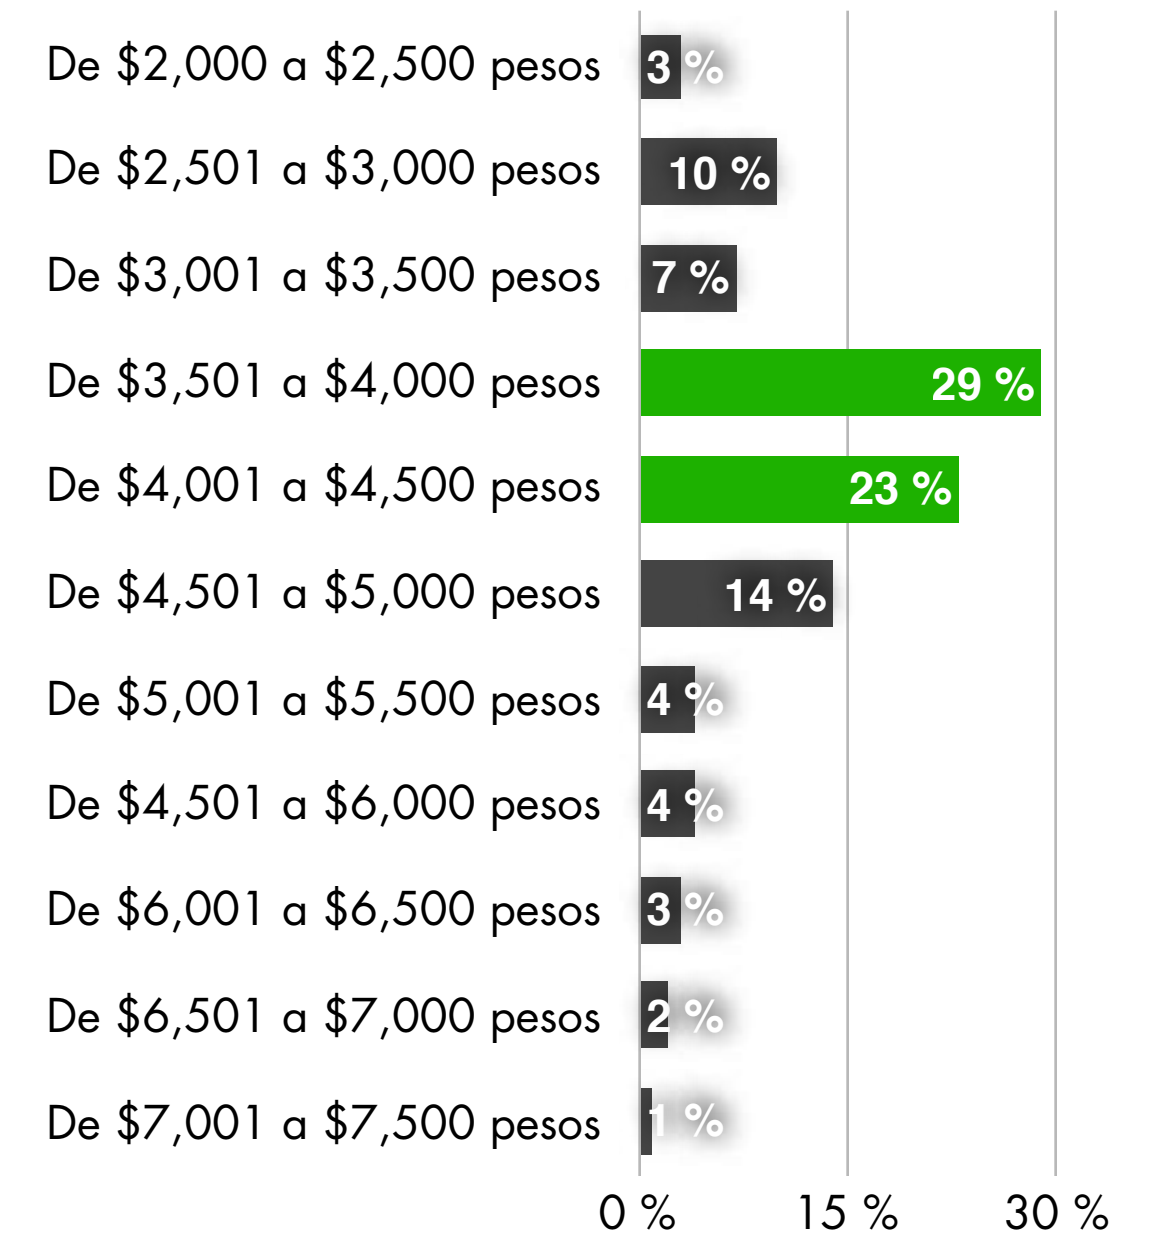 De $2,000 a $2,500 pesos 3 %
De $2,501 a $3,000 pesos 10 %
De $3,001 a $3,500 pesos 7 %
De $3,501 a $4,000 pesos 29 %
De $4,001 a $4,500 pesos 23 %
De $4,501 a $5,000 pesos 14 %
De $5,001 a $5,500 pesos 4 %
De $4,501 a $6,000 pesos 4 %
De $6,001 a $6,500 pesos 3 %
De $6,501 a $7,000 pesos 2 %
De $7,001 a $7,500 pesos 1 %
0 % 15 % 30 %